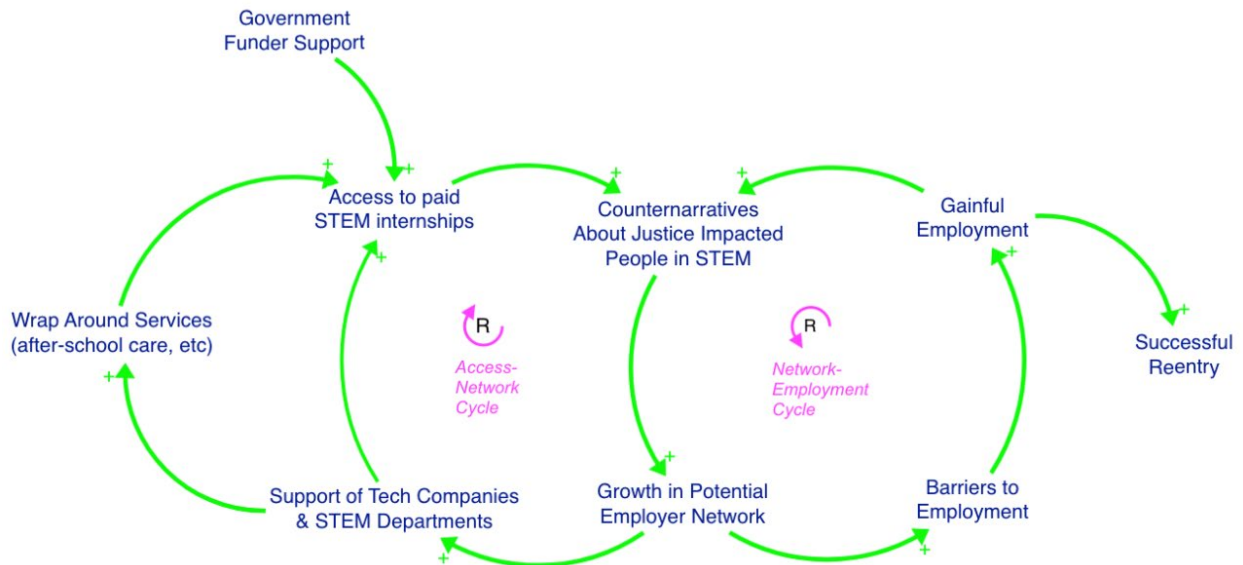 Government
Funder Support
+
+
Access to paid
STEM internships
+
+
Counternarratives
About Justice Impacted
People in STEM
+
Gainful
Employment
+
Wrap Around Services
(after-school care, etc)
+
R
Access-
Network
Cycle
R
Network-
Employment
Cycle
+
Successful
Reentry
Support of Tech Companies
& STEM Departments
+
+
Growth in Potential
Employer Network
Barriers to
Employment
+